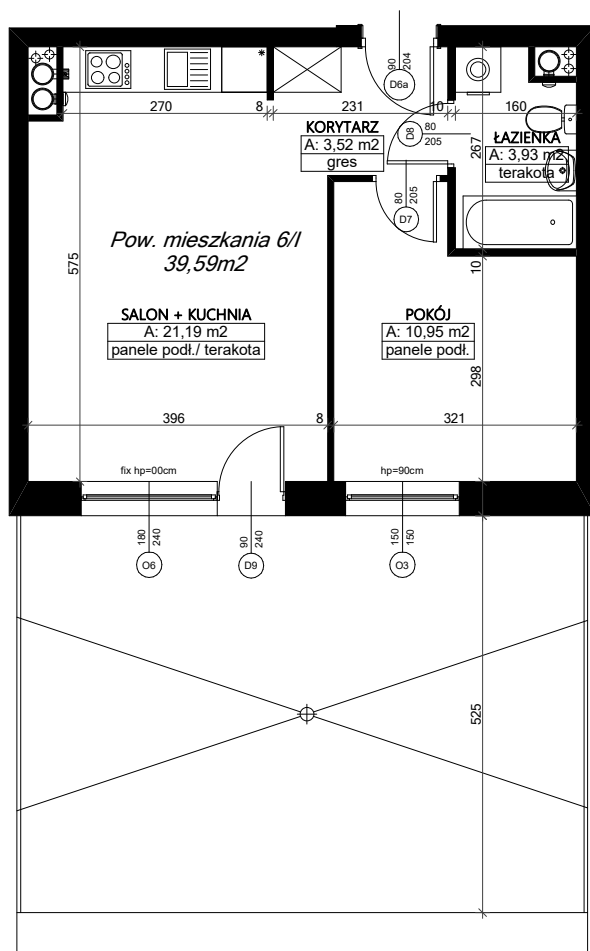 90
204
D6a
*
270
8
231
10
160
KORYTARZ
A: 3,52 m2
gres
D8
80
205
267
ŁAZIENKA
A: 3,93 m2
terakota
80
205
D7
Pow. mieszkania 6/I
39,59m2
575
10
SALON + KUCHNIA
A: 21,19 m2
panele podł./ terakota
POKÓJ
A: 10,95 m2
panele podł.
298
396
8
321
fix hp=00cm
hp=90cm
180
240
O6
90
240
D9
150
150
O3
525